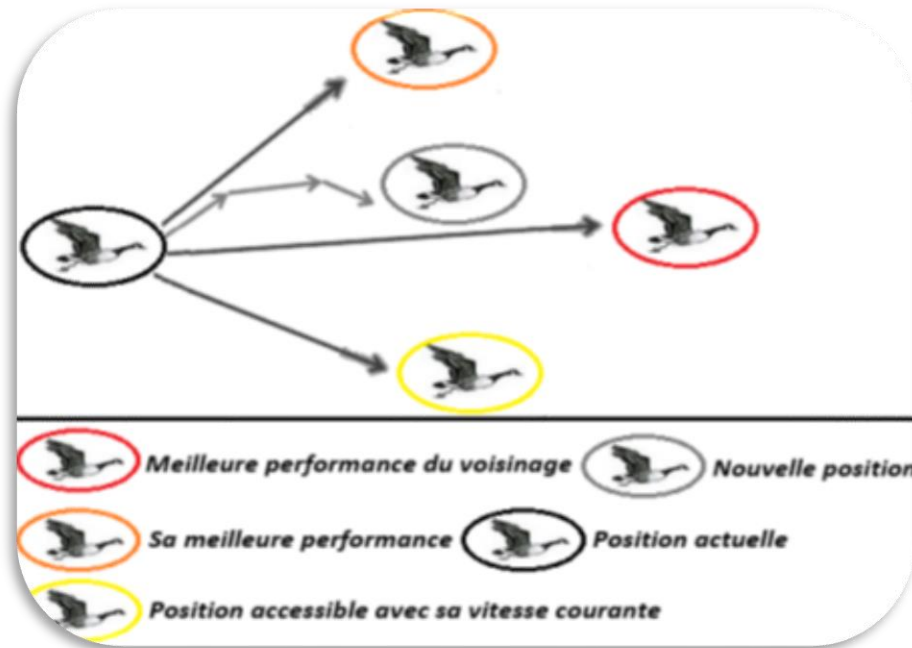 Meilleure performance du voisinage
Nouvelle position
Sa meilleure performance
Position actuelle
Position accessible avec sa vitesse courante